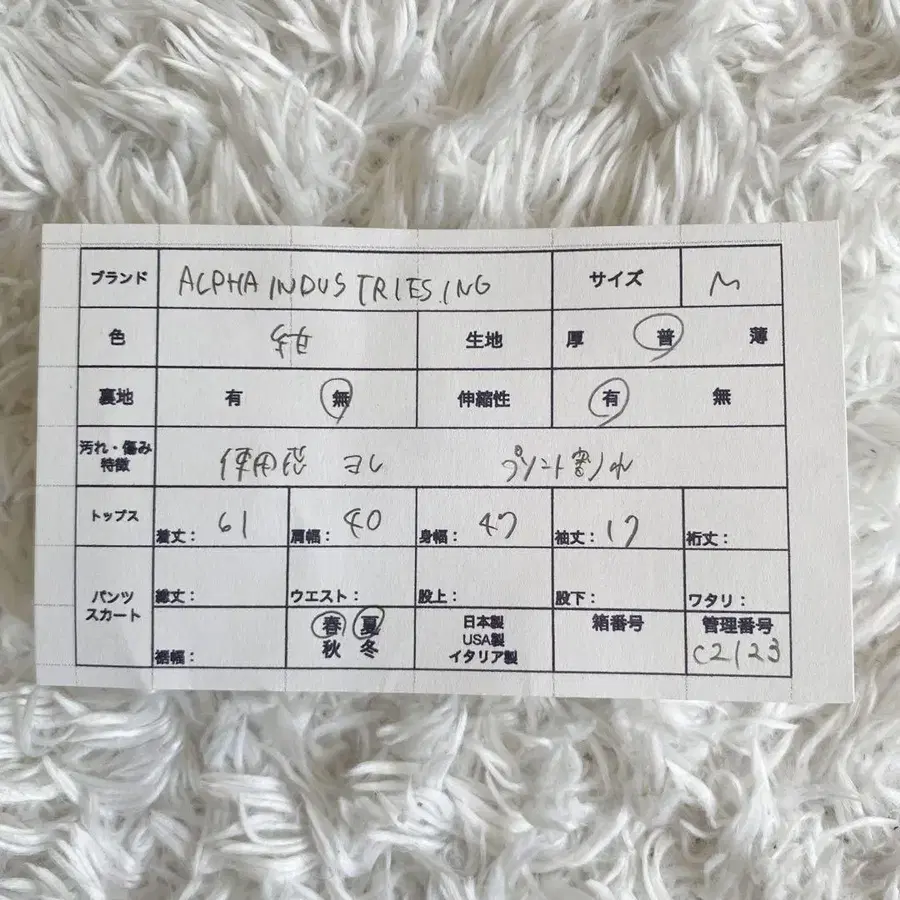 ブランド ALPHA INDUSTRIES.ING サイズ M
色 生地 厚 普 薄
裏地 有 無 伸縮性 有 無
汚れ・傷み
特徴 使用感 ヨレ プリント割れ
トップス 着丈: 61 肩幅: 40 身幅: 47 袖丈: 17 裄丈:
パンツ
スカート 総丈: ウエスト: 股上: 股下: ワタリ:
裾幅: 春 夏
秋 冬
日本製
USA製
イタリア製
箱番号
管理番号
C2123